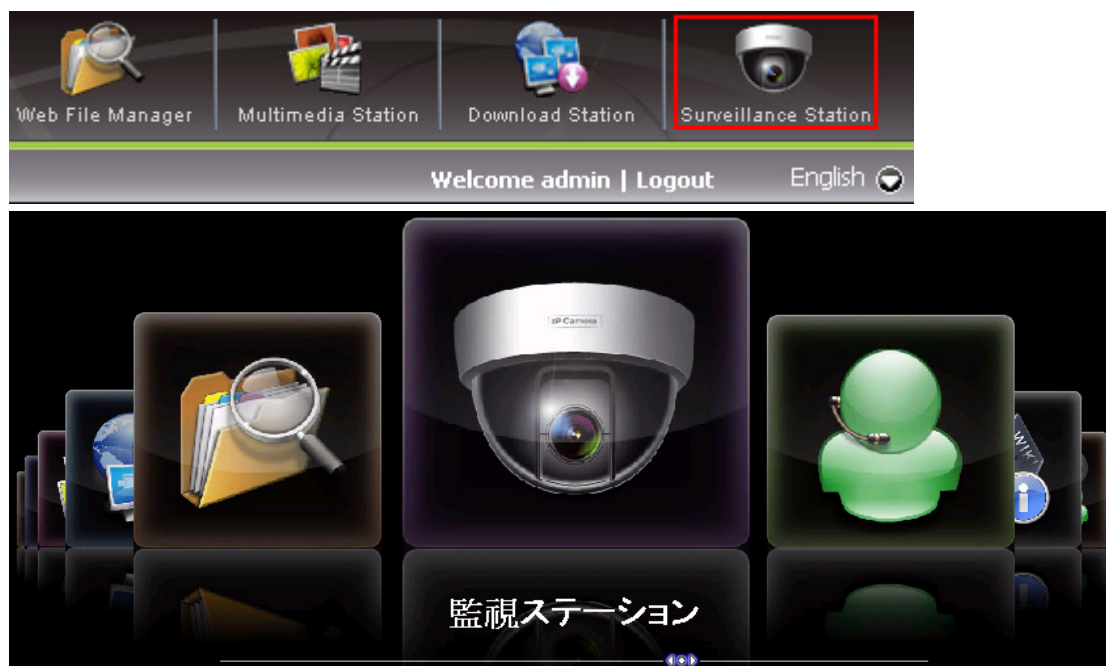 Web File Manager
Multimedia Station
Download Station
Surveillance Station
Welcome admin | Logout
English
IP Camera
WIKI
監視ステーション